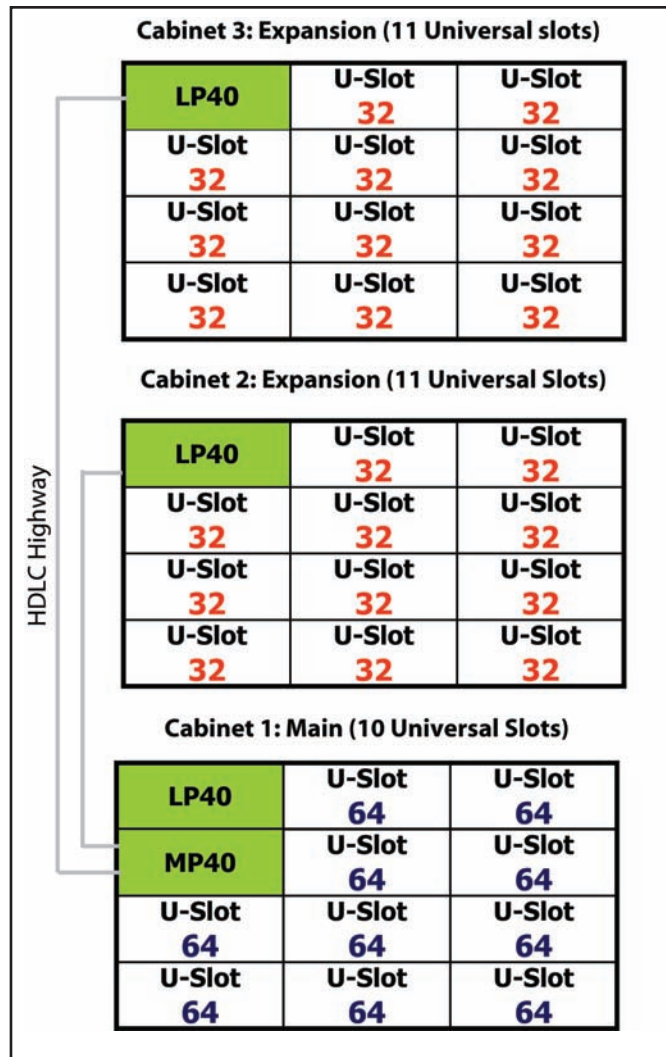 Cabinet 3: Expansion (11 Universal slots)
LP40 U-Slot U-Slot
32 32
U-Slot U-Slot U-Slot
32 32 32
U-Slot U-Slot U-Slot
32 32 32
U-Slot U-Slot U-Slot
32 32 32
HDLC Highway
Cabinet 2: Expansion (11 Universal Slots)
LP40 U-Slot U-Slot
32 32
U-Slot U-Slot U-Slot
32 32 32
U-Slot U-Slot U-Slot
32 32 32
U-Slot U-Slot U-Slot
32 32 32
Cabinet 1: Main (10 Universal Slots)
LP40 U-Slot U-Slot
64 64
MP40 U-Slot U-Slot
64 64
U-Slot U-Slot U-Slot
64 64 64
U-Slot U-Slot U-Slot
64 64 64